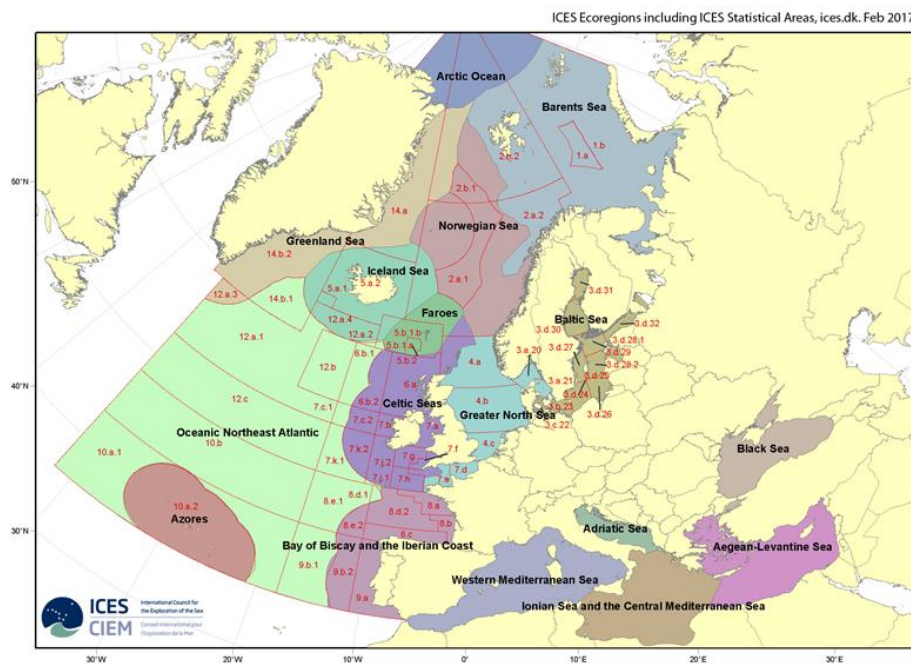 ICES Ecoregions including ICES Statistical Areas, ices.dk. Feb 2017
Arctic Ocean
Barents Sea
1.b
1.a
2.b.2
60°N
2.b.1
14.a
2.a.2
Norwegian Sea
Greenland Sea
14.b.2
Iceland Sea
5.a.2
5.a.1
2.a.1
12.a.3
14.b.1
3.d.31
Faroes
12.a.4
Baltic Sea
3.d.32
12.a.1
12.a.2
5.b.1.b
3.d.30
3.d.28.1
5.b.1.a
3.d.27
3.d.29
6.b.1
5.b.2
4.a
3.a.20
3.d.28.2
12.b
3.d.25
6.a
3.a.21
3.d.24
40°N
12.c
6.b.2
Celtic Seas
4.b
3.b.23
7.c.1
Greater North Sea
3.d.26
7.c.2
7.b
7.a
3.c.22
Oceanic Northeast Atlantic
10.b
4.c
10.a.1
7.k.2
7.f
Black Sea
7.k.1
7.j.2
7.g
7.d
7.j.1
7.h
7.e
8.d.1
8.e.1
10.a.2
8.d.2
8.a
Azores
8.e.2
8.b
30°N
8.c
Adriatic Sea
Bay of Biscay and the Iberian Coast
Aegean-Levantine Sea
9.b.1
9.b.2
Western Mediterranean Sea
9.a
Ionian Sea and the Central Mediterranean Sea
ICES
CIEM
International Council for
the Exploration of the Sea
Conseil International pour
l'Exploration de la Mer
30°W
20°W
10°W
0°
10°E
20°E
30°E